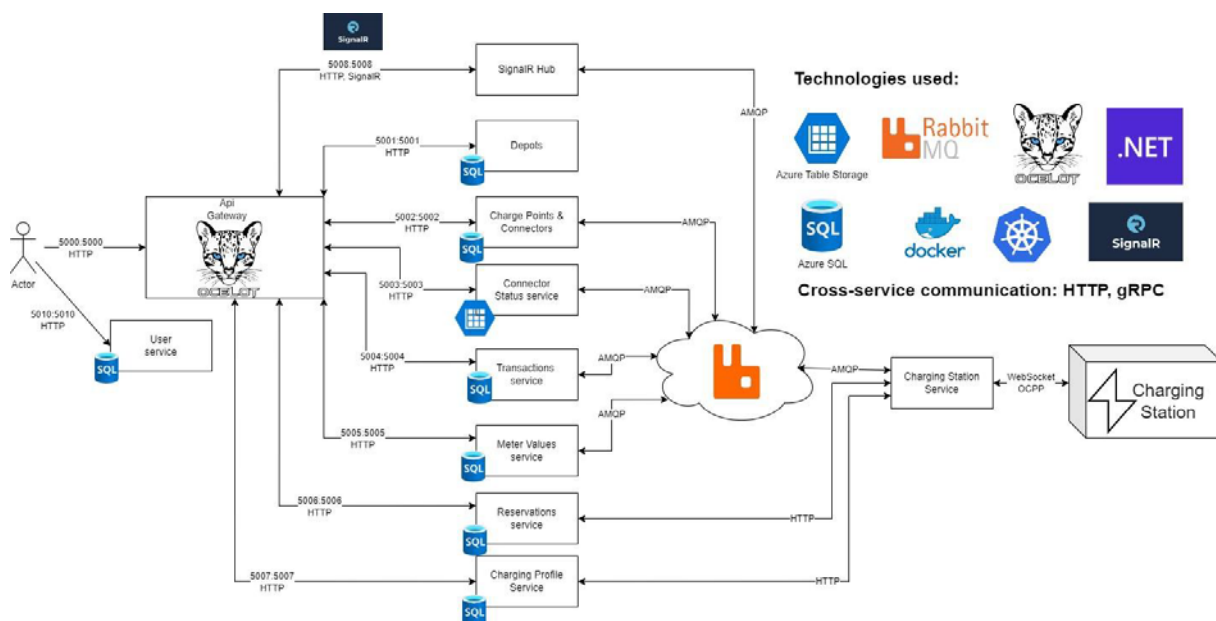 SignalR
5008:5008
HTTP, SignalR
SignalR Hub
AMQP
Technologies used:
Azure Table Storage
Rabbit
MQ
OCELOT
.NET
SQL
Azure SQL
docker
SignalR
Cross-service communication: HTTP, gRPC
5001:5001
HTTP
Depots
SQL
Api
Gateway
OCELOT
5000:5000
HTTP
Actor
5010:5010
HTTP
User
service
SQL
5002:5002
HTTP
Charge Points &
Connectors
SQL
AMQP
5003:5003
HTTP
Connector
Status service
AMQP
5004:5004
HTTP
Transactions
service
SQL
AMQP
AMQP
Charging Station
Service
WebSocket
OCPP
Charging
Station
5005:5005
HTTP
Meter Values
service
SQL
AMQP
5006:5006
HTTP
Reservations
service
SQL
HTTP
5007:5007
HTTP
Charging Profile
Service
SQL
HTTP